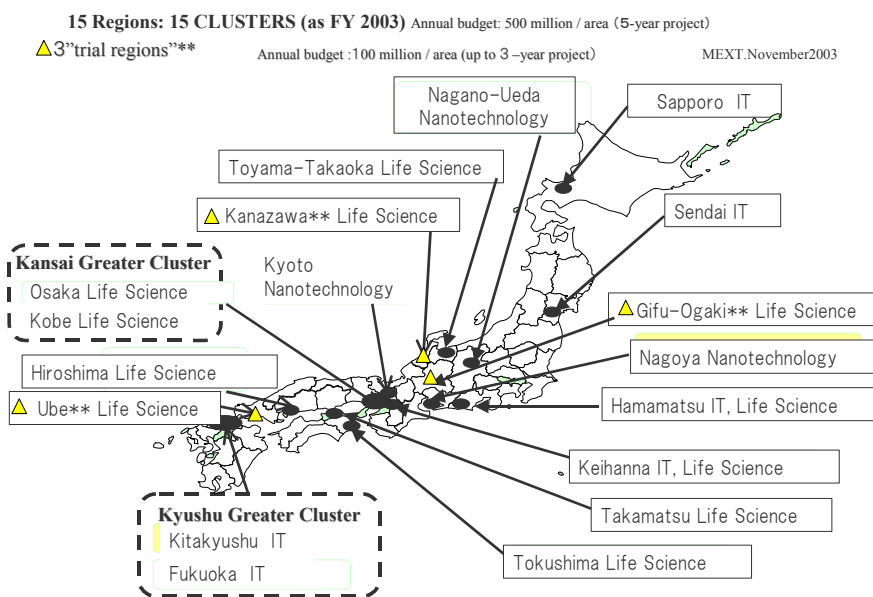 15 Regions: 15 CLUSTERS (as FY 2003) Annual budget: 500 million / area (5-year project)
3"trial regions"**
Annual budget :100 million / area (up to 3 –year project)
MEXT.November2003
Nagano-Ueda
Nanotechnology
Sapporo IT
Toyama-Takaoka Life Science
Kanazawa** Life Science
Sendai IT
Kansai Greater Cluster
Osaka Life Science
Kobe Life Science
Kyoto
Nanotechnology
Gifu-Ogaki** Life Science
Nagoya Nanotechnology
Hiroshima Life Science
Ube** Life Science
Hamamatsu IT, Life Science
Keihanna IT, Life Science
Kyushu Greater Cluster
Kitakyushu IT
Fukuoka IT
Takamatsu Life Science
Tokushima Life Science